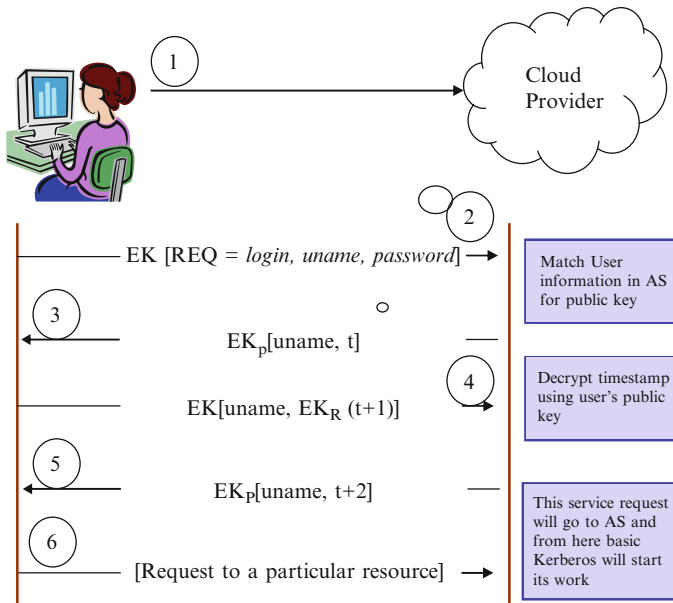 1
Cloud
Provider
2
EK [REQ = login, uname, password]
Match User
information in AS
for public key
3
EKp[uname, t]
4
EK[uname, EKR (t+1)]
Decrypt timestamp
using user's public
key
5
EKP[uname, t+2]
This service request
will go to AS and
from here basic
Kerberos will start
its work
6
[Request to a particular resource]